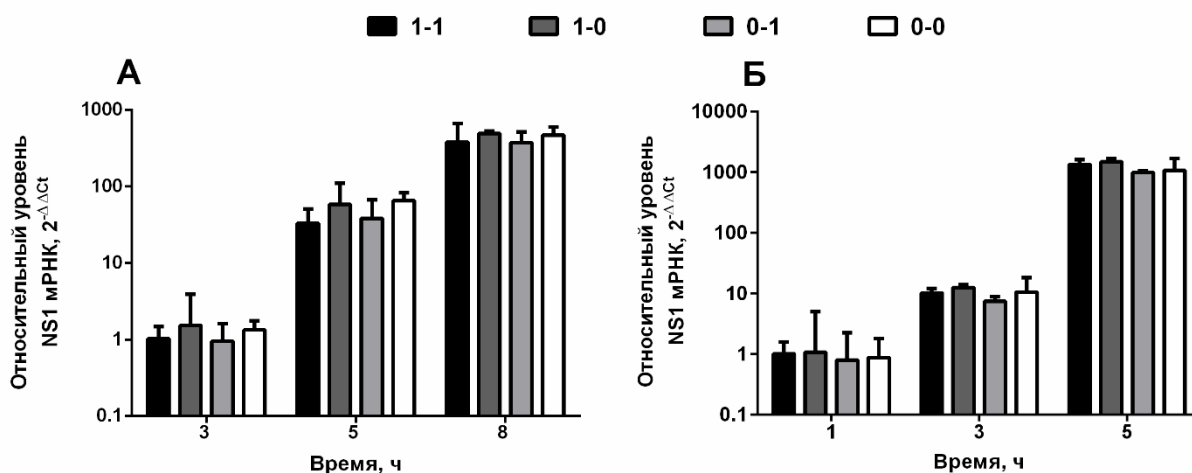 1-1 1-0 0-1 0-0
А
Относительный уровень
NS1 мРНК, 2^-ΔΔCt
1000
100
10
1
0.1
3 5 8
Время, ч
Б
Относительный уровень
NS1 мРНК, 2^-ΔΔCt
10000
1000
100
10
1
0.1
1 3 5
Время, ч